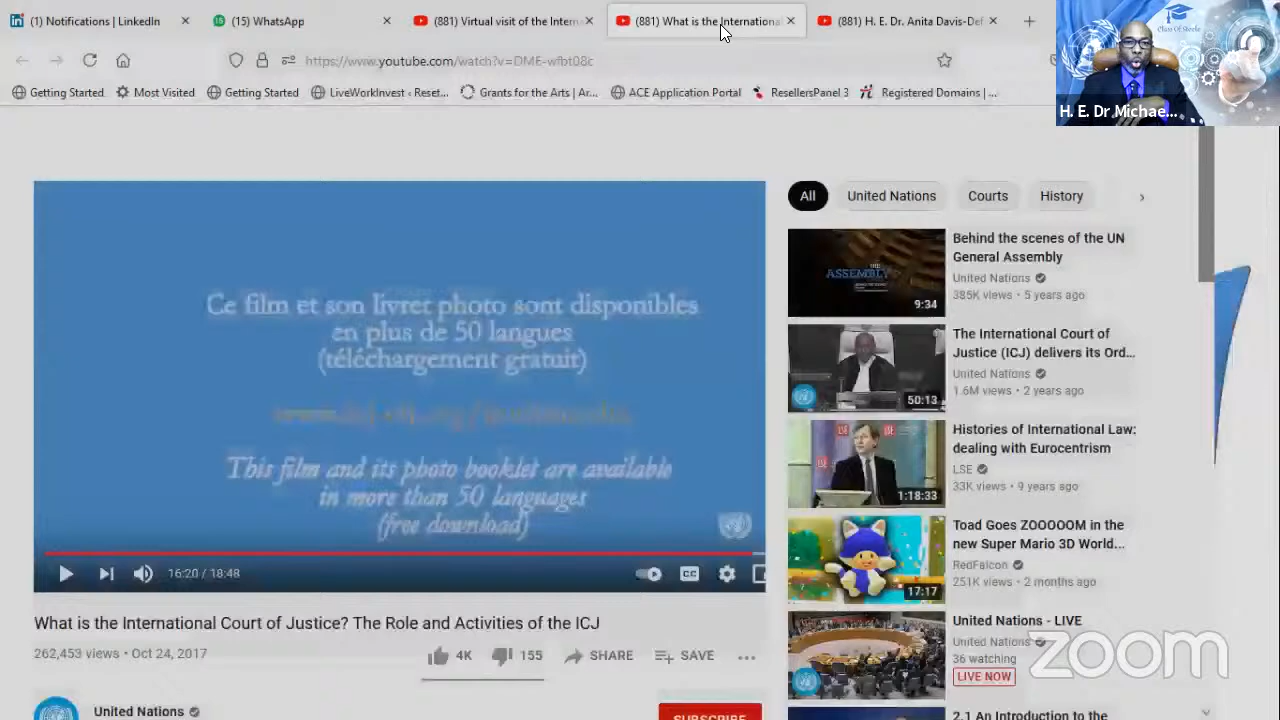 (1) Notifications | LinkedIn
(15) WhatsApp
(881) Virtual visit of the Interna
(881) What is the Internationa
(881) H. E. Dr. Anita Davis-Def
Class Of Steele
https://www.youtube.com/watch?v=DME-wfbt08c
Getting Started
Most Visited
Getting Started
LiveWorkInvest ‹ R...
Grants for the Arts | Ar...
ACE Application Portal
ResellersPanel 3
Registered Domains | ...
H. E. Dr Michae...
All
United Nations
Courts
History
Ce film et son livret photo sont disponibles
en plus de 50 langues
(téléchargement gratuit)
This film and its photo booklet are available
in more than 50 languages
(free download)
16:20 / 18:48
CC
What is the International Court of Justice? The Role and Activities of the ICJ
262,453 views • Oct 24, 2017
4K
155
SHARE
SAVE
United Nations
SUBSCRIBE
THE
ASSEMBLY
9:34
Behind the scenes of the UN
General Assembly
United Nations
385K views • 5 years ago
50:13
The International Court of
Justice (ICJ) delivers its Ord...
United Nations
1.6M views • 2 years ago
LSE
1:18:33
Histories of International Law:
dealing with Eurocentrism
LSE
33K views • 9 years ago
17:17
Toad Goes ZOOOOOM in the
new Super Mario 3D World...
RedFalcon
251K views • 2 months ago
United Nations - LIVE
United Nations
36 watching
LIVE NOW
2.1 An Introduction to the
zoom